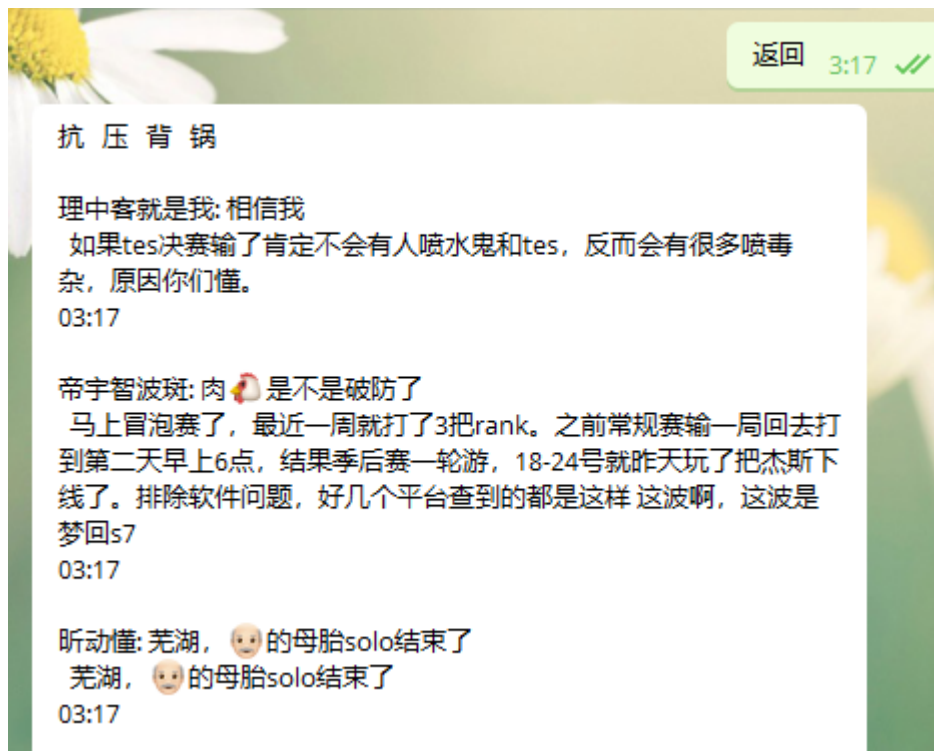 返回 3:17
抗 压 背 锅
理中客就是我: 相信我
如果tes决赛输了肯定不会有人喷水鬼和tes，反而会有很多喷毒
杂，原因你们懂。
03:17
帝宇智波斑: 肉🐔是不是破防了
马上冒泡赛了，最近一周就打了3把rank。之前常规赛输一局回去打
到第二天早上6点，结果季后赛一轮游，18-24号就昨天玩了把杰斯下
线了。排除软件问题，好几个平台查到的都是这样 这波啊，这波是
梦回s7
03:17
昕动懂: 芜湖，👴的母胎solo结束了
芜湖，👴的母胎solo结束了
03:17